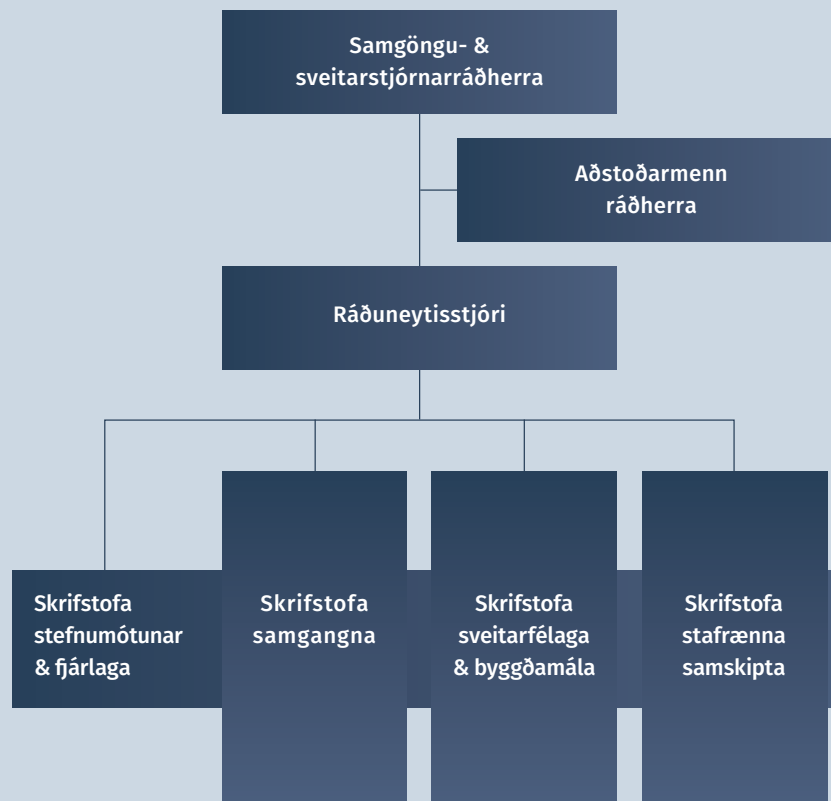 Samgöngu- &
sveitarstjórnarráðherra
Aðstoðarmenn
ráðherra
Ráðuneytisstjóri
Skrifstofa
stefnumótunar
& fjárlaga
Skrifstofa
samgangna
Skrifstofa
sveitarfélaga
& byggðamála
Skrifstofa
stafrænna
samskipta